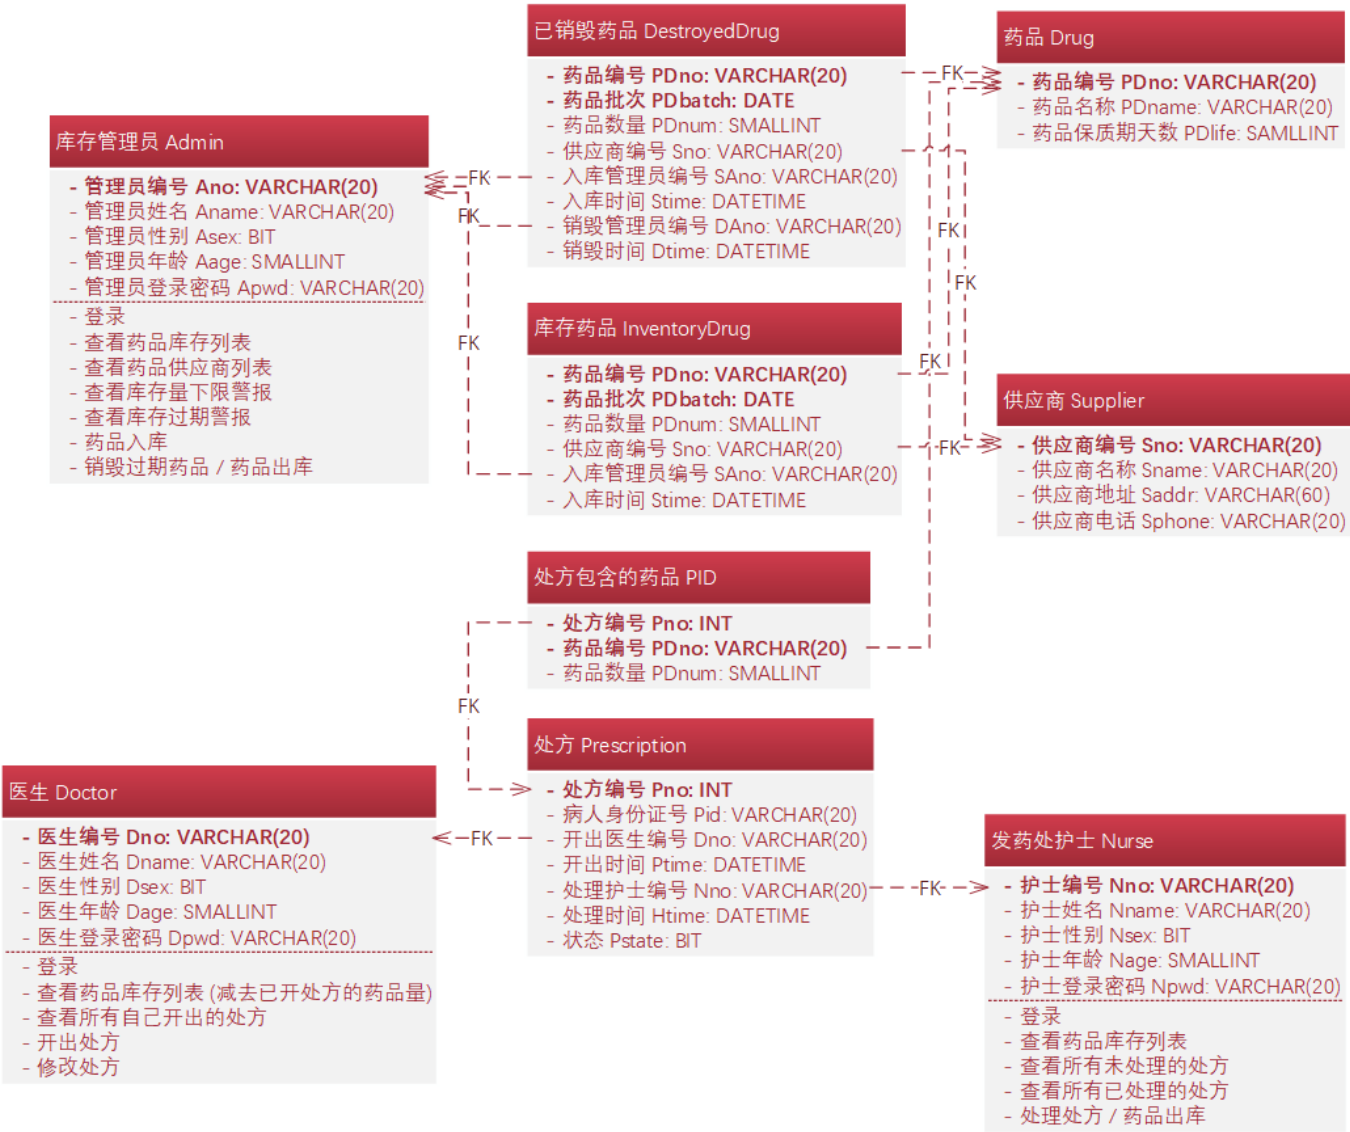 已销毁药品 DestroyedDrug
- 药品编号 PDno: VARCHAR(20)
- 药品批次 PDbatch: DATE
- 药品数量 PDnum: SMALLINT
- 供应商编号 Sno: VARCHAR(20)
- 入库管理员编号 SAno: VARCHAR(20)
- 入库时间 Stime: DATETIME
- 销毁管理员编号 DAno: VARCHAR(20)
- 销毁时间 Dtime: DATETIME
FK
药品 Drug
- 药品编号 PDno: VARCHAR(20)
- 药品名称 PDname: VARCHAR(20)
- 药品保质期天数 PDlife: SAMLLINT
库存管理员 Admin
- 管理员编号 Ano: VARCHAR(20)
- 管理员姓名 Aname: VARCHAR(20)
- 管理员性别 Asex: BIT
- 管理员年龄 Aage: SMALLINT
- 管理员登录密码 Apwd: VARCHAR(20)
- 登录
- 查看药品库存列表
- 查看药品供应商列表
- 查看库存量下限警报
- 查看库存过期警报
- 药品入库
- 销毁过期药品 / 药品出库
FK
FK
FK
FK
FK
库存药品 InventoryDrug
- 药品编号 PDno: VARCHAR(20)
- 药品批次 PDbatch: DATE
- 药品数量 PDnum: SMALLINT
- 供应商编号 Sno: VARCHAR(20)
- 入库管理员编号 SAno: VARCHAR(20)
- 入库时间 Stime: DATETIME
FK
FK
供应商 Supplier
- 供应商编号 Sno: VARCHAR(20)
- 供应商名称 Sname: VARCHAR(20)
- 供应商地址 Saddr: VARCHAR(60)
- 供应商电话 Sphone: VARCHAR(20)
处方包含的药品 PID
- 处方编号 Pno: INT
- 药品编号 PDno: VARCHAR(20)
- 药品数量 PDnum: SMALLINT
FK
处方 Prescription
- 处方编号 Pno: INT
- 病人身份证号 Pid: VARCHAR(20)
- 开出医生编号 Dno: VARCHAR(20)
- 开出时间 Ptime: DATETIME
- 处理护士编号 Nno: VARCHAR(20)
- 处理时间 Htime: DATETIME
- 状态 Pstate: BIT
医生 Doctor
- 医生编号 Dno: VARCHAR(20)
- 医生姓名 Dname: VARCHAR(20)
- 医生性别 Dsex: BIT
- 医生年龄 Dage: SMALLINT
- 医生登录密码 Dpwd: VARCHAR(20)
- 登录
- 查看药品库存列表 (减去已开处方的药品量)
- 查看所有自己开出的处方
- 开出处方
- 修改处方
FK
FK
发药处护士 Nurse
- 护士编号 Nno: VARCHAR(20)
- 护士姓名 Nname: VARCHAR(20)
- 护士性别 Nsex: BIT
- 护士年龄 Nage: SMALLINT
- 护士登录密码 Npwd: VARCHAR(20)
- 登录
- 查看药品库存列表
- 查看所有未处理的处方
- 查看所有已处理的处方
- 处理处方 / 药品出库